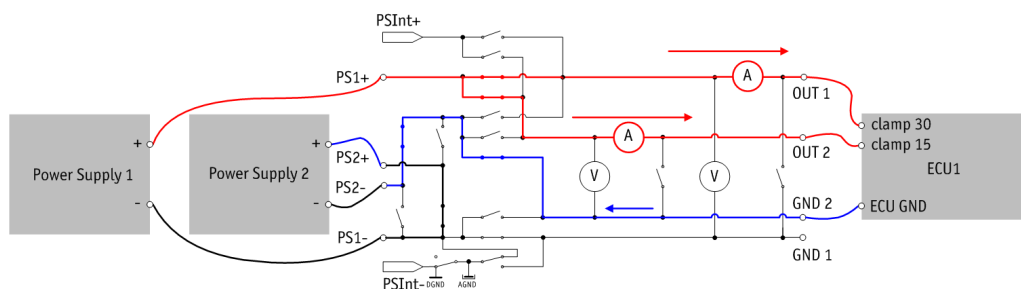 PSInt+
PS1+
A
OUT 1
clamp 30
+
+
A
OUT 2
clamp 15
PS2+
Power Supply 1
Power Supply 2
V
V
ECU1
PS2-
-
-
GND 2
ECU GND
PS1-
GND 1
PSInt-
DGND
AGND